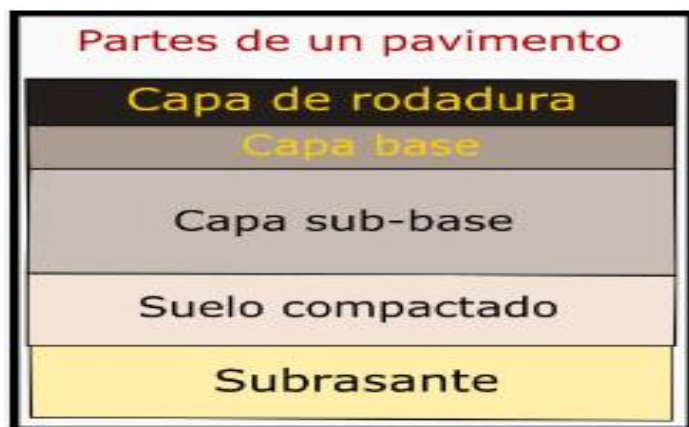 Partes de un pavimento
Capa de rodadura
Capa base
Capa sub-base
Suelo compactado
Subrasante